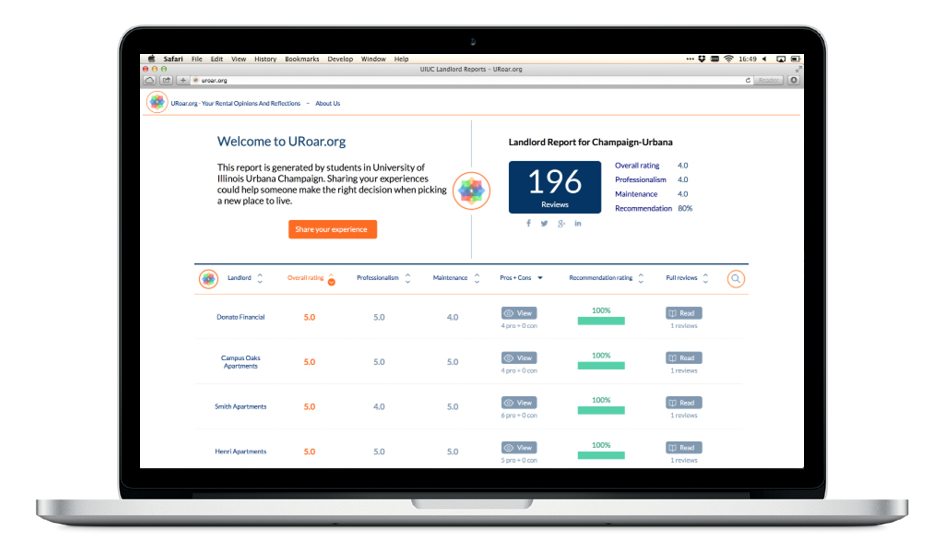 Safari File Edit View History Bookmarks Develop Window Help
16:49
UIUC Landlord Reports - URoar.org
uroar.org
Reader
URoar.org - Your Rental Opinions And Reflections - About Us
Welcome to URoar.org
This report is generated by students in University of
Illinois Urbana Champaign. Sharing your experiences
could help someone make the right decision when picking
a new place to live.
Share your experience
Landlord Report for Champaign-Urbana
196
Reviews
Overall rating 4.0
Professionalism 4.0
Maintenance 4.0
Recommendation 80%
Landlord Overall rating Professionalism Maintenance Pros + Cons Recommendation rating Full reviews
Donato Financial 5.0 5.0 4.0 View 100% Read
4 pro + 0 con 1 reviews
Campus Oaks
Apartments 5.0 5.0 5.0 View 100% Read
4 pro + 0 con 1 reviews
Smith Apartments 5.0 4.0 5.0 View 100% Read
6 pro + 0 con 1 reviews
Henri Apartments 5.0 5.0 5.0 View 100% Read
5 pro + 0 con 1 reviews